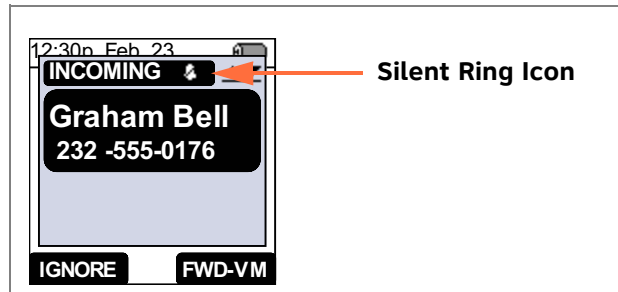 12:30p Feb 23
INCOMING
Silent Ring Icon
Graham Bell
232 -555-0176
IGNORE FWD-VM